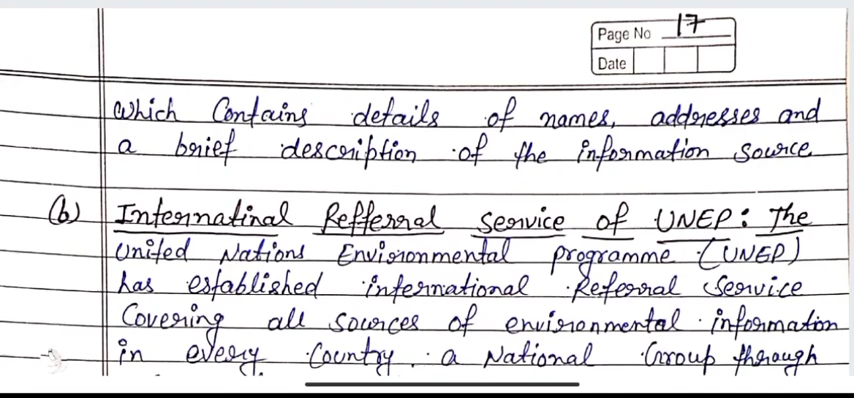 Page No 17
Date
which Contains details of names, addresses and
a brief description of the information source
(b) Internatinal Refferral Service of UNEP: The
United Nations Environmental programme (UNEP)
has established international Referral Service
Covering all sources of environmental information
in every Country. a National Group through